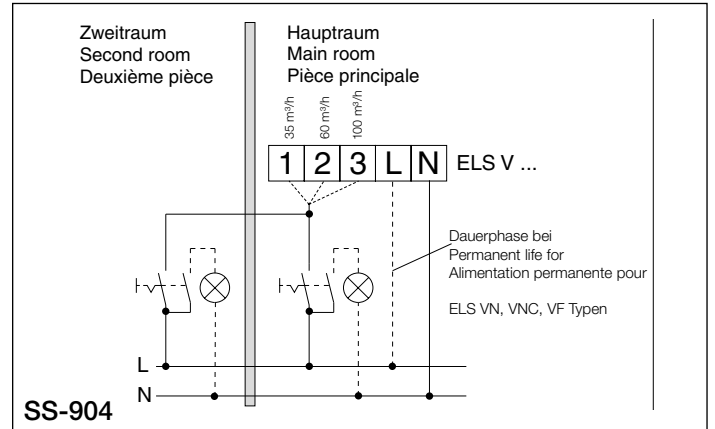 Zweitraum
Second room
Deuxième pièce
Hauptraum
Main room
Pièce principale
35 m³/h
60 m³/h
100 m³/h
1 2 3 L N ELS V ...
Dauerphase bei
Permanent life for
Alimentation permanente pour
ELS VN, VNC, VF Typen
L
N
SS-904